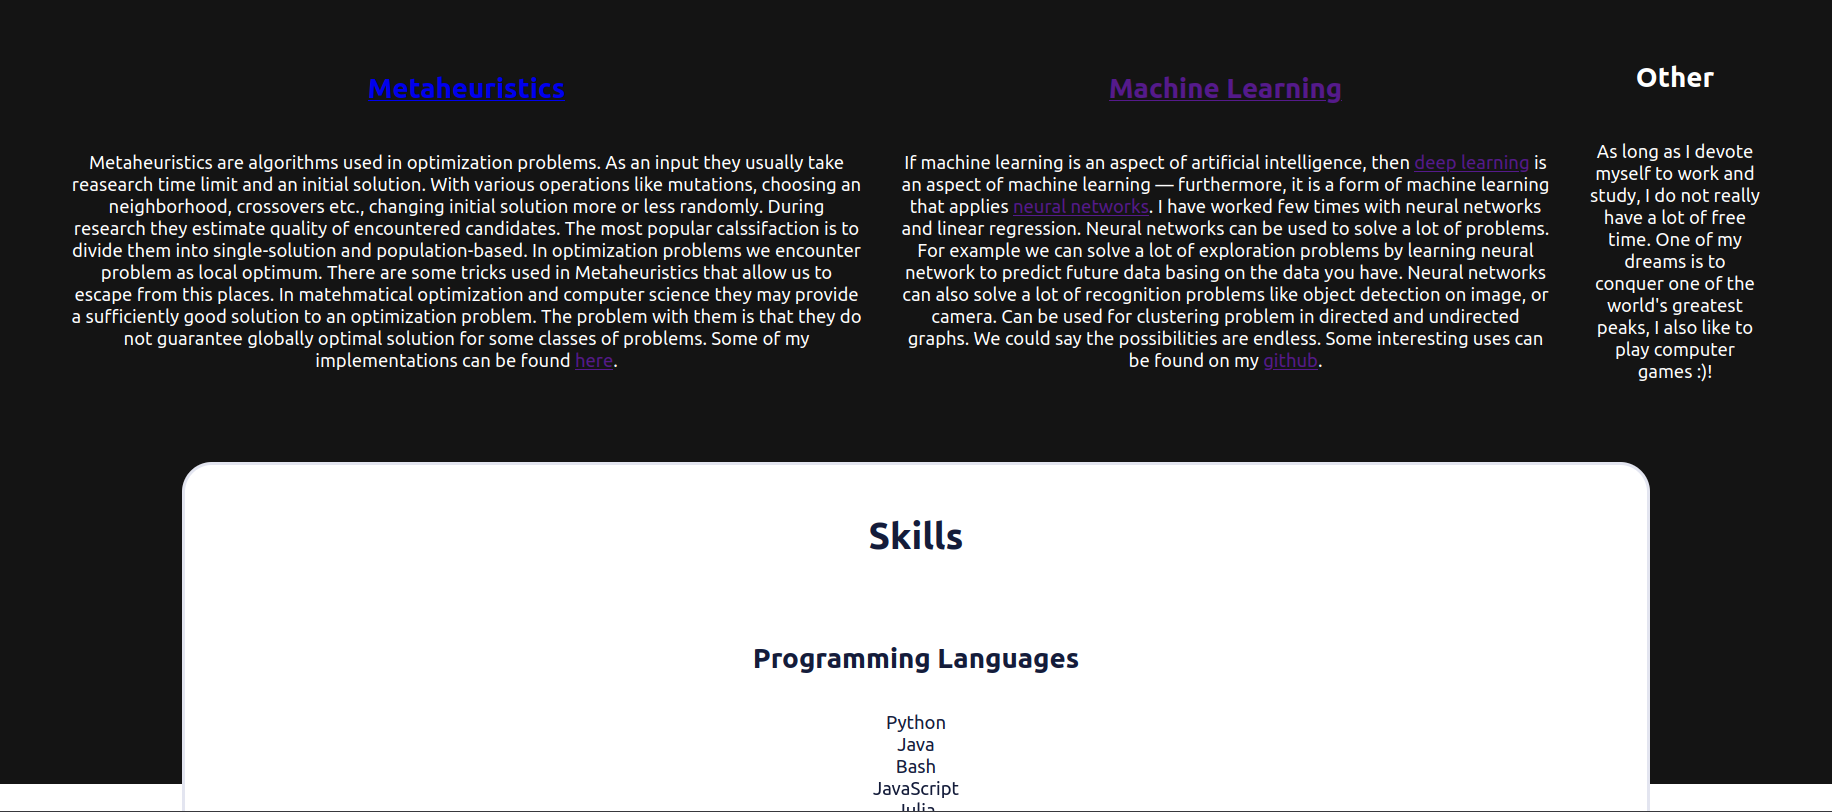 Metaheuristics
Metaheuristics are algorithms used in optimization problems. As an input they usually take
reasearch time limit and an initial solution. With various operations like mutations, choosing an
neighborhood, crossovers etc., changing initial solution more or less randomly. During
research they estimate quality of encountered candidates. The most popular calssifaction is to
divide them into single-solution and population-based. In optimization problems we encounter
problem as local optimum. There are some tricks used in Metaheuristics that allow us to
escape from this places. In matehmatical optimization and computer science they may provide
a sufficiently good solution to an optimization problem. The problem with them is that they do
not guarantee globally optimal solution for some classes of problems. Some of my
implementations can be found here.
Machine Learning
If machine learning is an aspect of artificial intelligence, then deep learning is
an aspect of machine learning — furthermore, it is a form of machine learning
that applies neural networks. I have worked few times with neural networks
and linear regression. Neural networks can be used to solve a lot of problems.
For example we can solve a lot of exploration problems by learning neural
network to predict future data basing on the data you have. Neural networks
can also solve a lot of recognition problems like object detection on image, or
camera. Can be used for clustering problem in directed and undirected
graphs. We could say the possibilities are endless. Some interesting uses can
be found on my github.
Other
As long as I devote
myself to work and
study, I do not really
have a lot of free
time. One of my
dreams is to
conquer one of the
world's greatest
peaks, I also like to
play computer
games :)!
Skills
Programming Languages
Python
Java
Bash
JavaScript
Julia